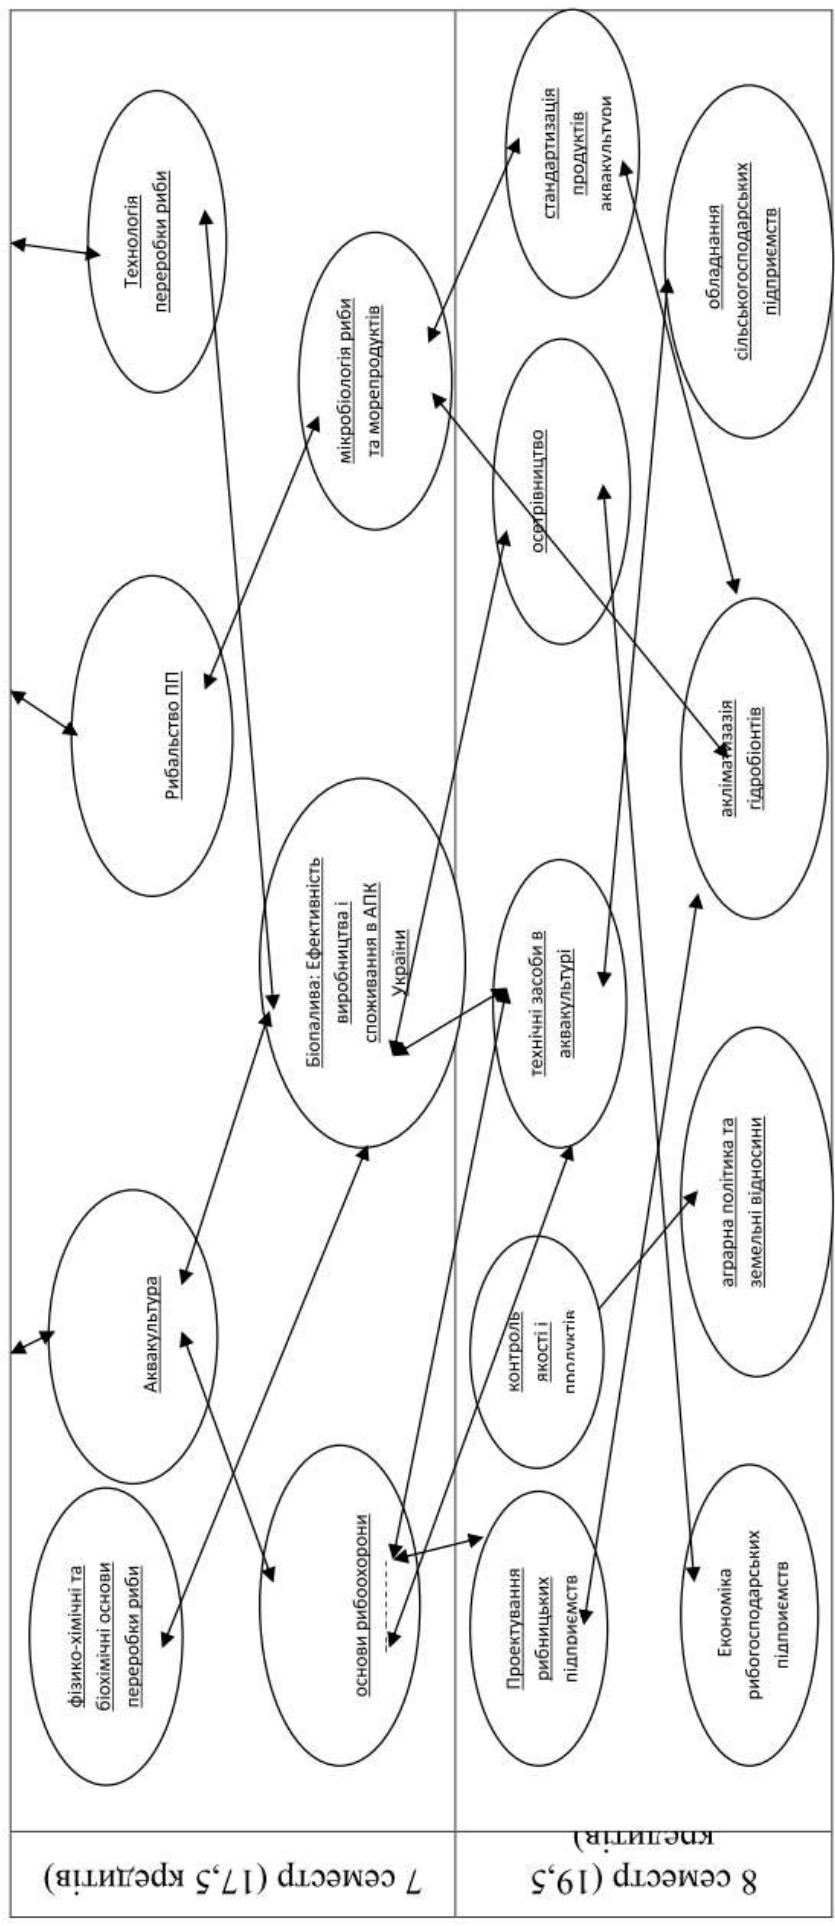 7 семестр (17,5 кредитів)
фізико-хімічні та
біохімічні основи
переробки риби
Аквакультура
Рибальство ПП
Технологія
переробки риби
основи рибоохорони
Біопалива: Ефективність
виробництва і
споживання в АПК
України
мікробіологія риби
та морепродуктів
8 семестр (19,5
кредитів)
Проектування
рибницьких
підприємств
контроль
якості і
продуктів
технічні засоби в
аквакультурі
осетрівництво
стандартизація
продуктів
аквакультури
Економіка
рибогосподарських
підприємств
аграрна політика та
земельні відносини
акліматизазія
гідробіонтів
обладнання
сільськогосподарських
підприємств